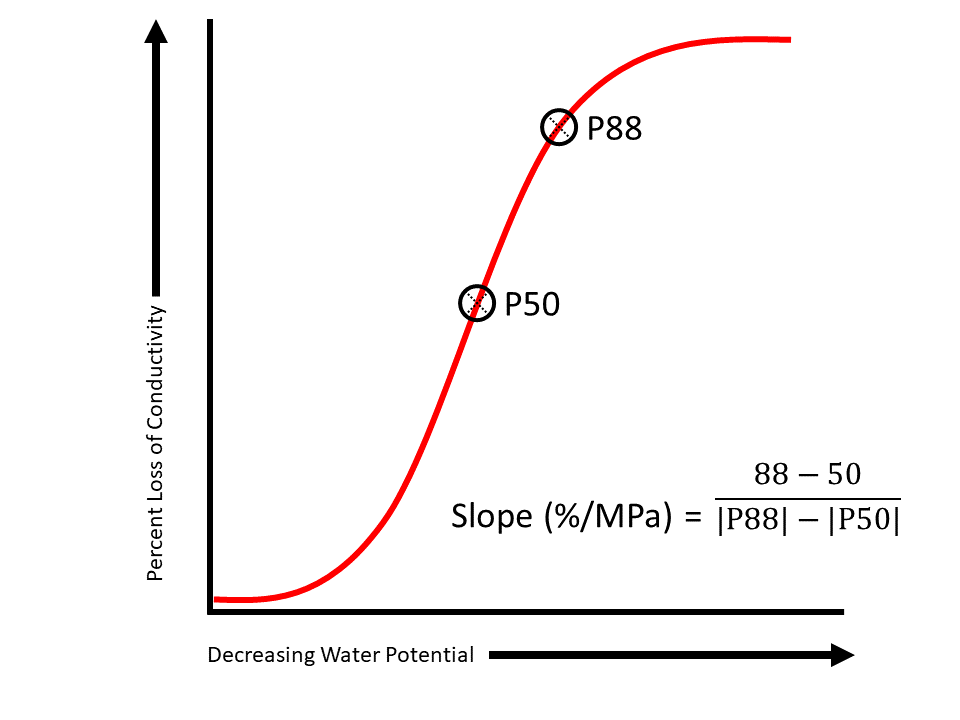 P88
P50
Percent Loss of Conductivity
Slope (%/MPa) = 88 − 50
|P88| − |P50|
Decreasing Water Potential